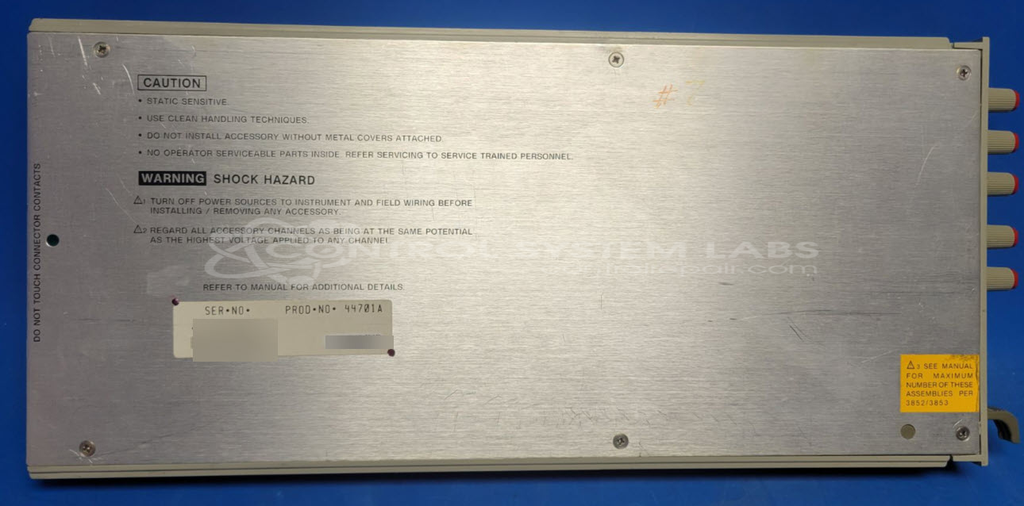 CAUTION
• STATIC SENSITIVE.
• USE CLEAN HANDLING TECHNIQUES.
• DO NOT INSTALL ACCESSORY WITHOUT METAL COVERS ATTACHED.
• NO OPERATOR SERVICEABLE PARTS INSIDE. REFER SERVICING TO SERVICE TRAINED PERSONNEL.
WARNING SHOCK HAZARD
⚠1 TURN OFF POWER SOURCES TO INSTRUMENT AND FIELD WIRING BEFORE
INSTALLING / REMOVING ANY ACCESSORY.
⚠2 REGARD ALL ACCESSORY CHANNELS AS BEING AT THE SAME POTENTIAL
AS THE HIGHEST VOLTAGE APPLIED TO ANY CHANNEL.
REFER TO MANUAL FOR ADDITIONAL DETAILS.
SER•NO• PROD•NO• 44701A
DO NOT TOUCH CONNECTOR CONTACTS
⚠3 SEE MANUAL
FOR MAXIMUM
NUMBER OF THESE
ASSEMBLIES PER
3852/3853
CONTROL SYSTEM LABS